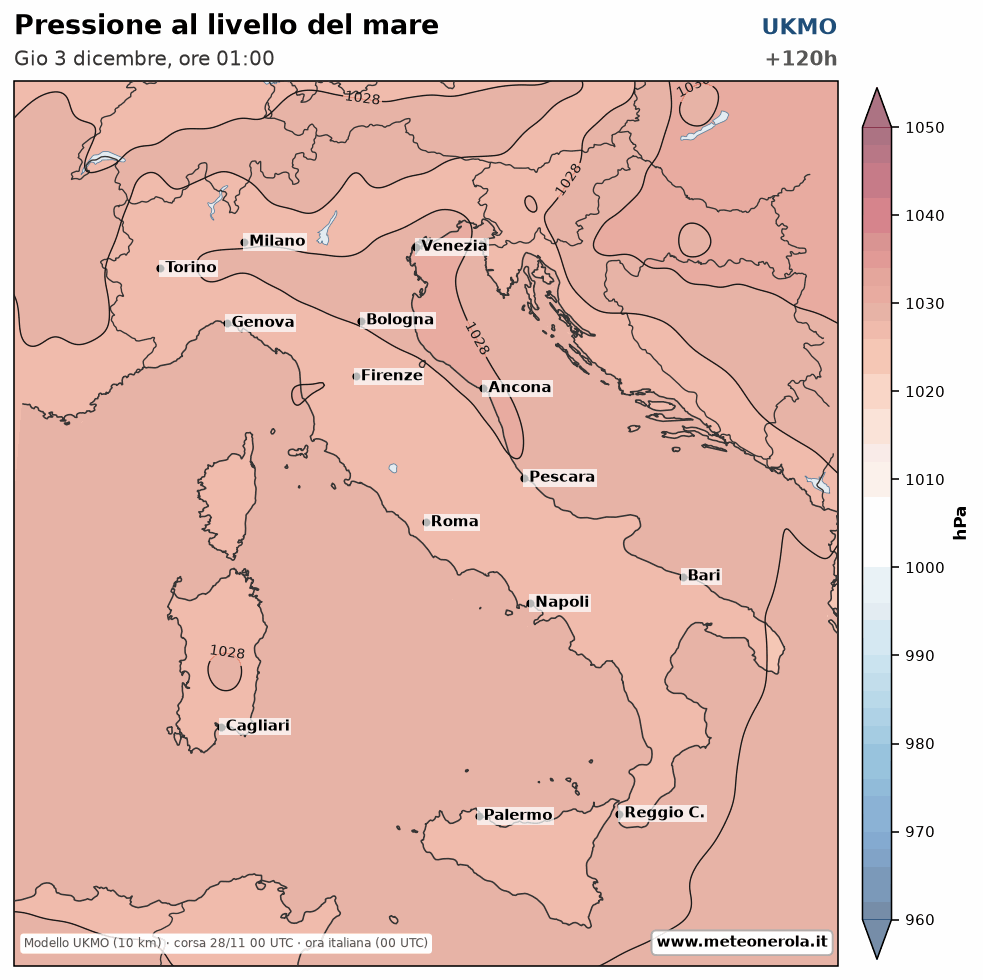 Pressione al livello del mare
UKMO
Gio 3 dicembre, ore 01:00
+120h
1028
1030
1028
Milano
Venezia
Torino
Genova
Bologna
1028
Firenze
Ancona
Pescara
Roma
Bari
Napoli
1028
Cagliari
Palermo
Reggio C.
Modello UKMO (10 km) · corsa 28/11 00 UTC · ora italiana (00 UTC)
www.meteonerola.it
1050
1040
1030
1020
1010
1000
990
980
970
960
hPa